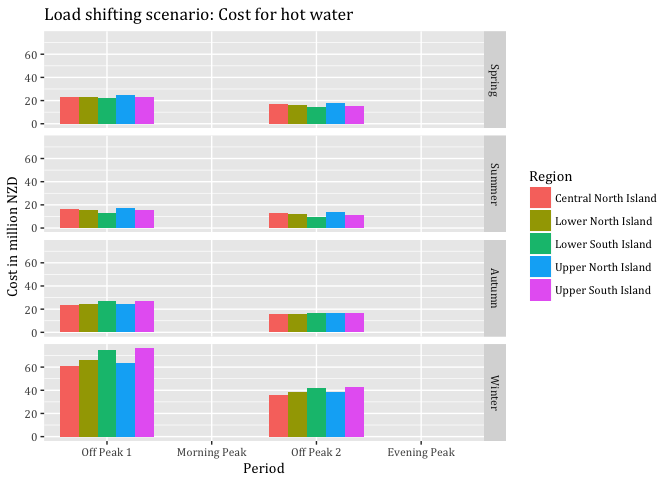 Load shifting scenario: Cost for hot water
Cost in million NZD
60
40
20
0
Spring
60
40
20
0
Summer
60
40
20
0
Autumn
60
40
20
0
Winter
Off Peak 1
Morning Peak
Off Peak 2
Evening Peak
Period
Region
Central North Island
Lower North Island
Lower South Island
Upper North Island
Upper South Island